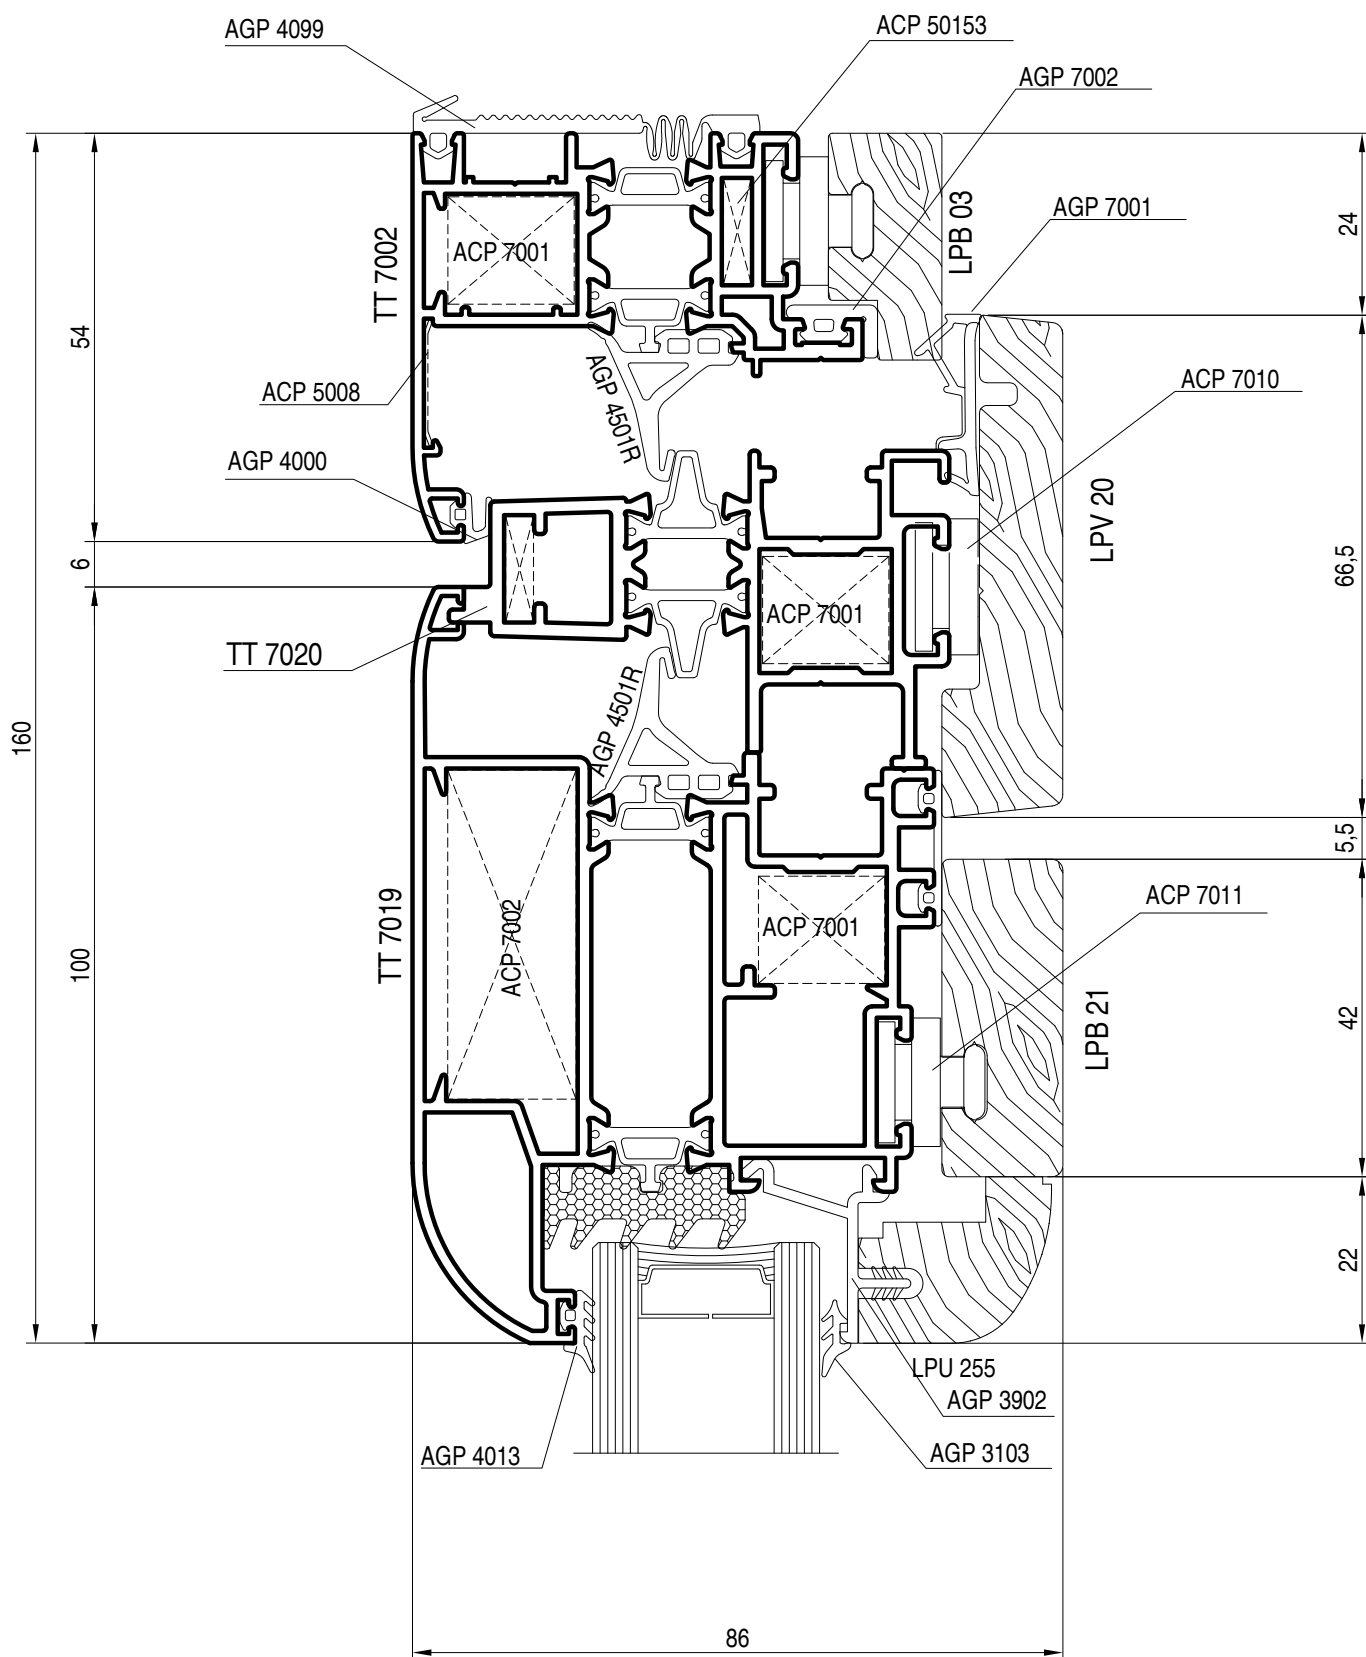 AGP 4099
ACP 50153
AGP 7002
LPB 03
AGP 7001
24
TT 7002
ACP 7001
54
ACP 5008
AGP 4501R
ACP 7010
AGP 4000
LPV 20
66,5
6
ACP 7001
TT 7020
AGP 4501R
160
5,5
TT 7019
ACP 7002
ACP 7001
ACP 7011
100
LPB 21
42
22
LPU 255
AGP 3902
AGP 4013
AGP 3103
86